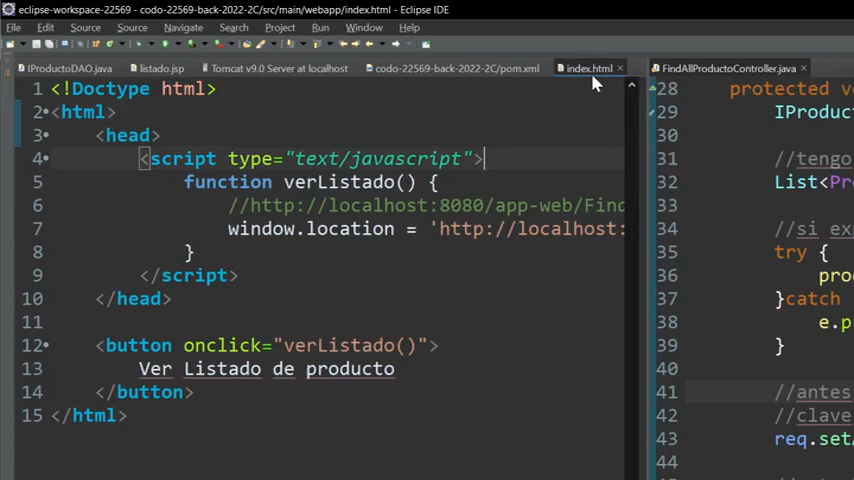 eclipse-workspace-22569 - codo-22569-back-2022-2C/src/main/webapp/index.html - Eclipse IDE
File Edit Source Source Navigate Search Project Run Window Help
IProductoDAO.java listado.jsp Tomcat v9.0 Server at localhost codo-22569-back-2022-2C/pom.xml index.html FindAllProductoController.java
1 <!Doctype html>
2 <html>
3 <head>
4 <script type="text/javascript">
5 function verListado() {
6 //http://localhost:8080/app-web/Find
7 window.location = 'http://localhost:
8 }
9 </script>
10 </head>
11
12 <button onclick="verListado()">
13 Ver Listado de producto
14 </button>
15 </html>
28 protected v
29 IProduc
30
31 //tengo
32 List<Pr
33
34 //si ex
35 try {
36 pro
37 }catch
38 e.p
39 }
40
41 //antes
42 //clave
43 req.set
44